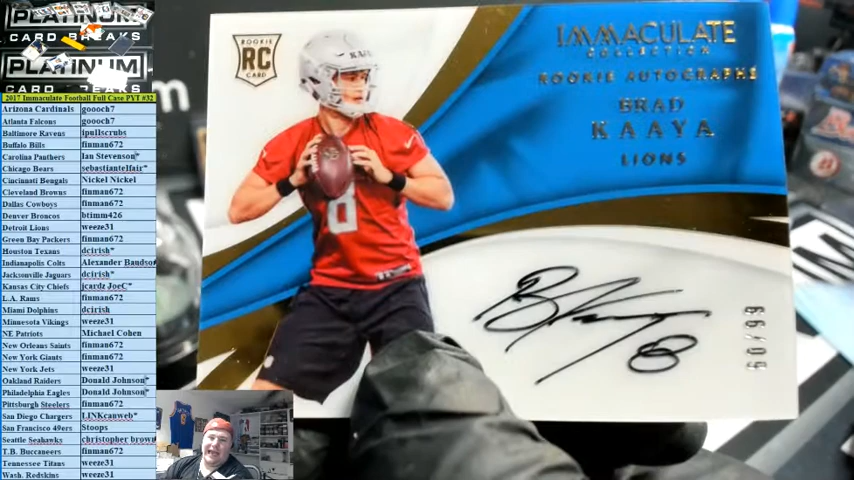 PLATINUM
CARD BREAKS
PLATINUM
CARD BREAKS
2017 Immaculate Football Full Case PYT #32
Arizona Cardinals goooch7
Atlanta Falcons goooch7
Baltimore Ravens ipullscrubs
Buffalo Bills finman672
Carolina Panthers Ian Stevenson*
Chicago Bears sebastiantelfair*
Cincinnati Bengals Nickel Nickel
Cleveland Browns finman672
Dallas Cowboys finman672
Denver Broncos btimm426
Detroit Lions weeze31
Green Bay Packers finman672
Houston Texans dcirish*
Indianapolis Colts Alexander Baudson
Jacksonville Jaguars dcirish*
Kansas City Chiefs jcardz JoeC*
L.A. Rams finman672
Miami Dolphins dcirish
Minnesota Vikings weeze31
NE Patriots Michael Cohen
New Orleans Saints finman672
New York Giants finman672
New York Jets weeze31
Oakland Raiders Donald Johnson*
Philadelphia Eagles Donald Johnson*
Pittsburgh Steelers finman672
San Diego Chargers LINKcanweb*
San Francisco 49ers Stoops
Seattle Seahawks christopher brown
T.B. Buccaneers finman672
Tennessee Titans weeze31
Wash. Redskins weeze31
ROOKIE
RC
CARD
KAAYA
8
IMMACULATE
COLLECTION
ROOKIE AUTOGRAPHS
BRAD
KAAYA
LIONS
8